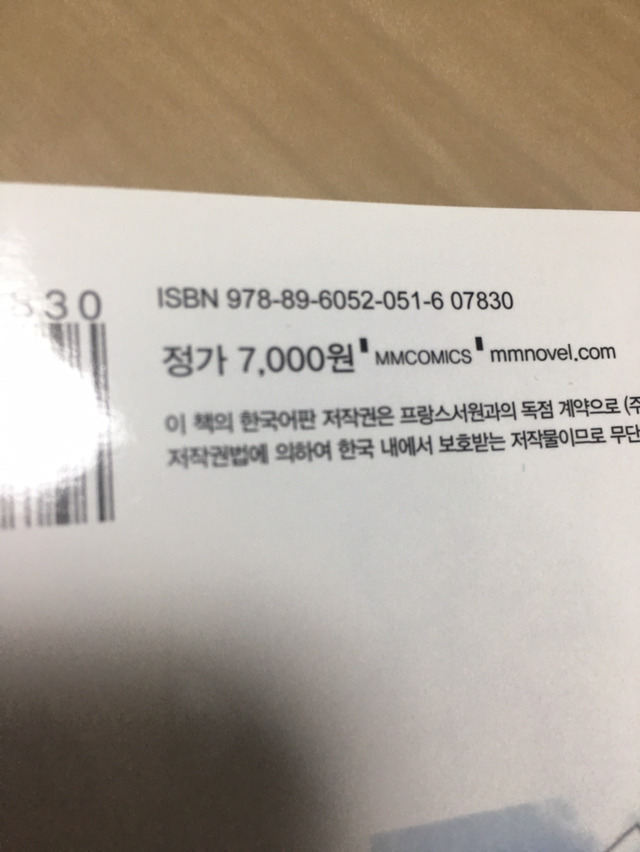 830
ISBN 978-89-6052-051-6 07830
정가 7,000원 MMCOMICS mmnovel.com
이 책의 한국어판 저작권은 프랑스서원과의 독점 계약으로 (주
저작권법에 의하여 한국 내에서 보호받는 저작물이므로 무단